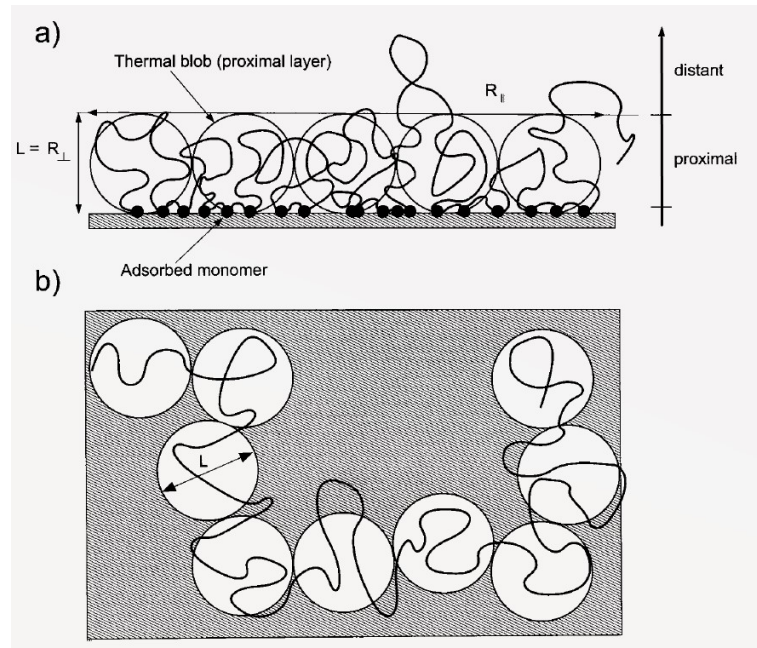 a)
Thermal blob (proximal layer)
distant
R∥
L = R⊥
proximal
Adsorbed monomer
b)
L